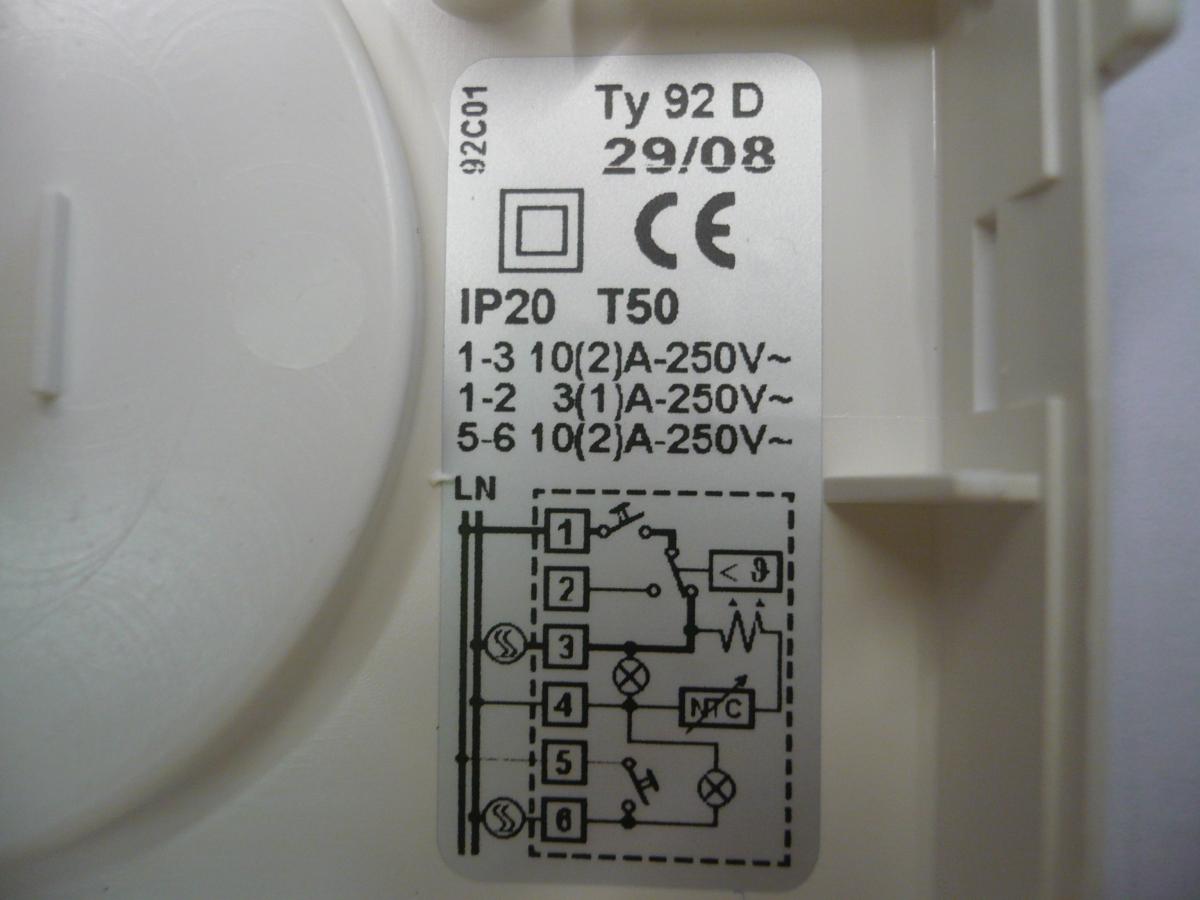 92C01
Ty 92 D
29/08
CE
IP20 T50
1-3 10(2)A-250V~
1-2 3(1)A-250V~
5-6 10(2)A-250V~
LN
1
< ϑ
2
3
4
NTC
5
6